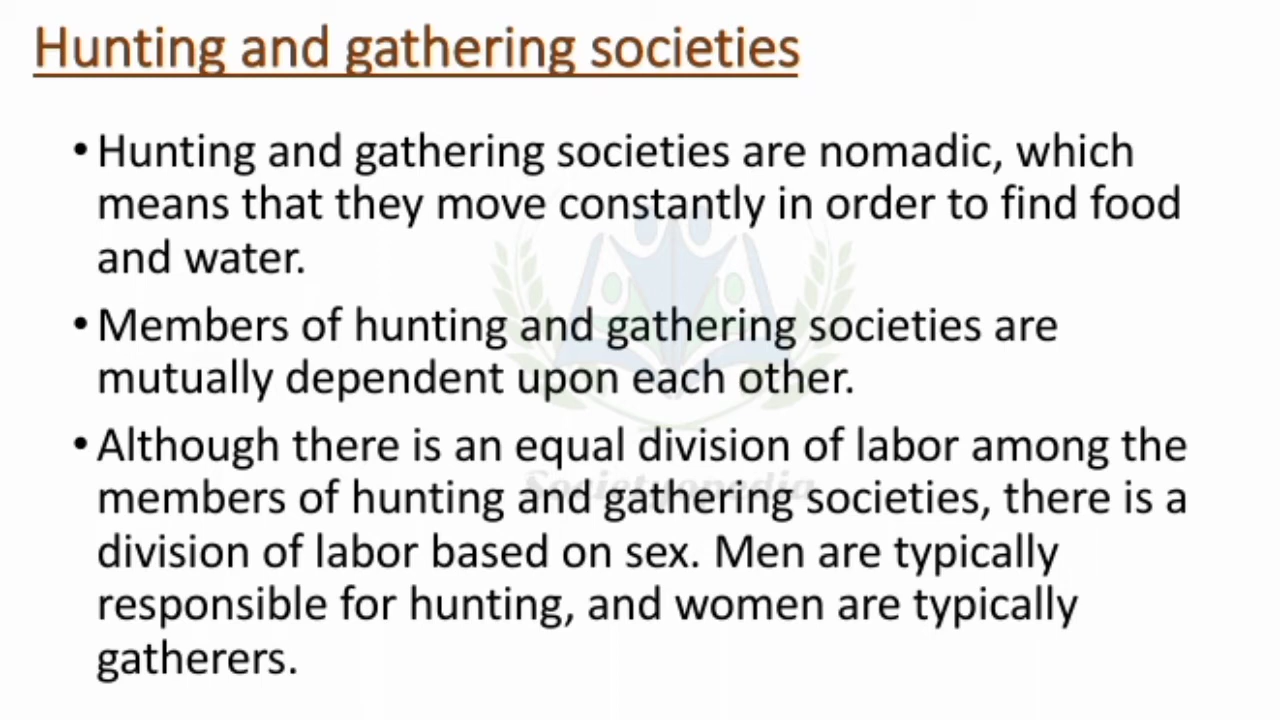 Hunting and gathering societies
• Hunting and gathering societies are nomadic, which
means that they move constantly in order to find food
and water.
• Members of hunting and gathering societies are
mutually dependent upon each other.
• Although there is an equal division of labor among the
members of hunting and gathering societies, there is a
division of labor based on sex. Men are typically
responsible for hunting, and women are typically
gatherers.
Societyopedia